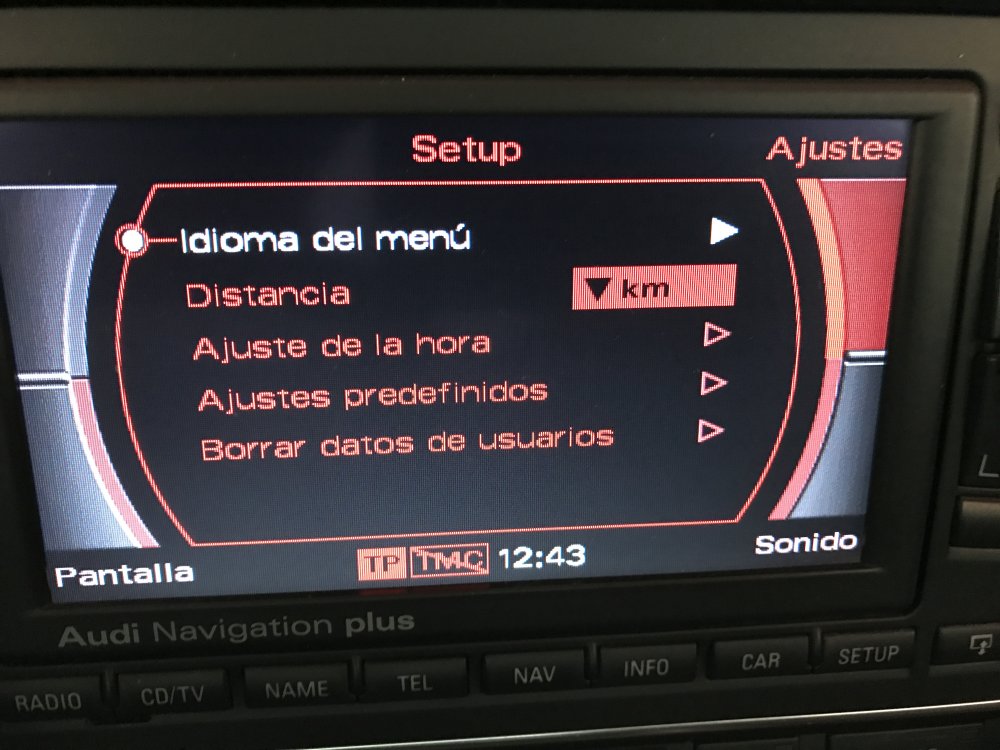 Setup
Ajustes
Idioma del menú
Distancia ▼ km
Ajuste de la hora
Ajustes predefinidos
Borrar datos de usuarios
Sonido
Pantalla
TP TMC 12:43
Audi Navigation plus
RADIO CD/TV NAME TEL NAV INFO CAR SETUP